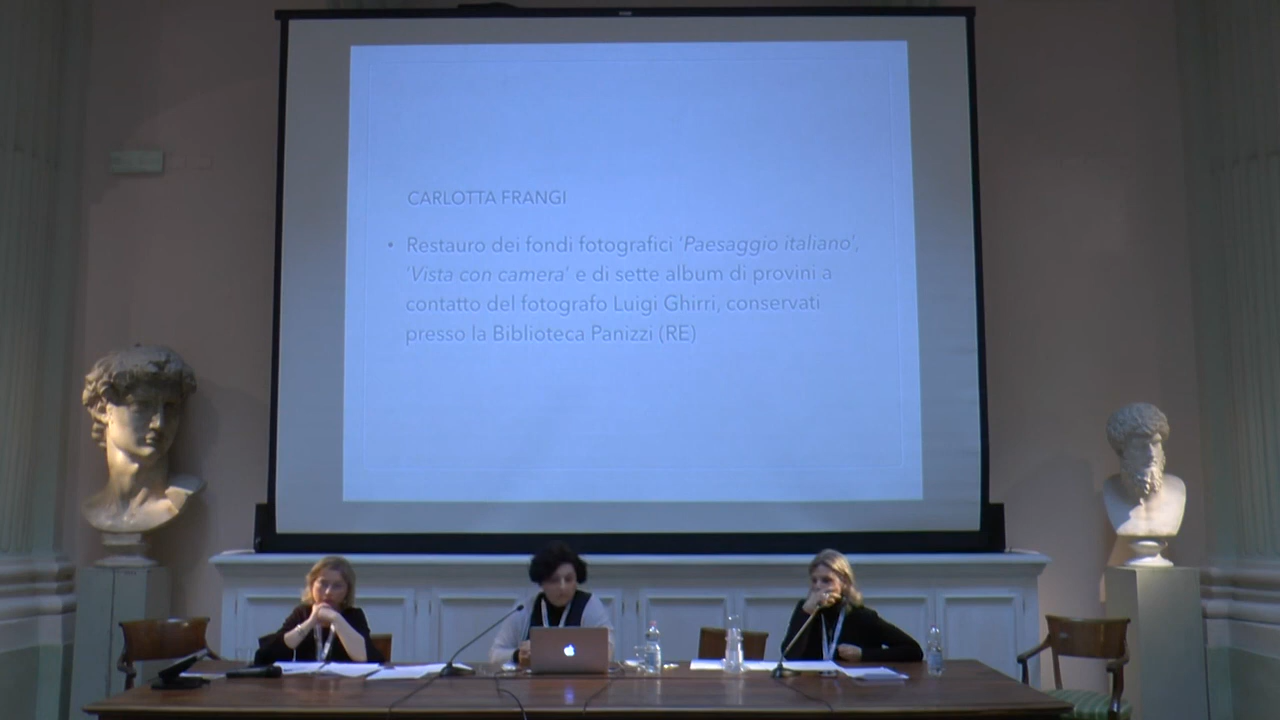 CARLOTTA FRANGI
• Restauro dei fondi fotografici ‘Paesaggio italiano’,
‘Vista con camera’ e di sette album di provini a
contatto del fotografo Luigi Ghirri, conservati
presso la Biblioteca Panizzi (RE)